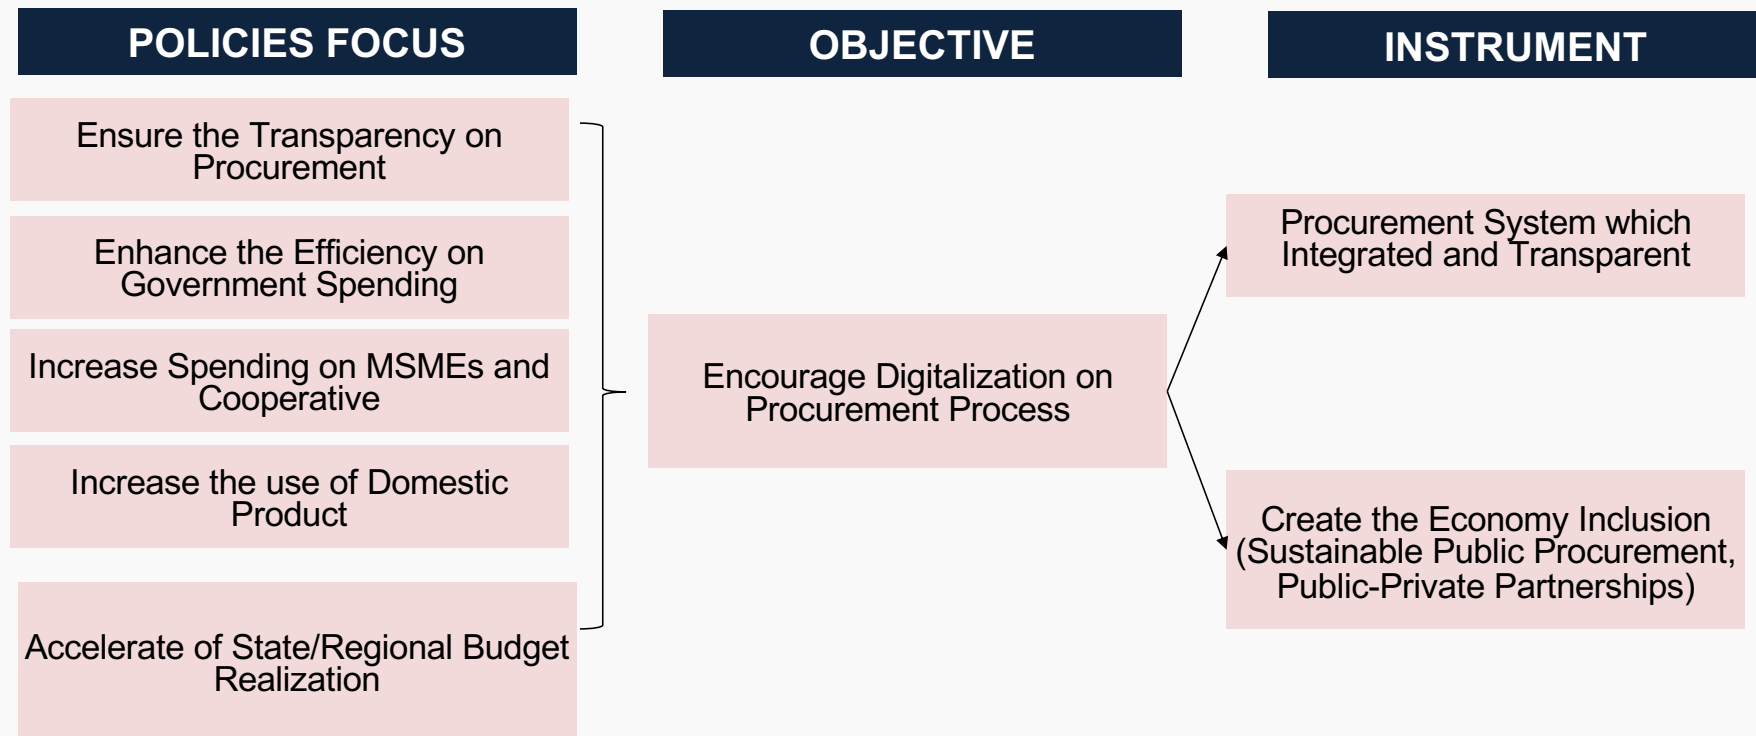 POLICIES FOCUS
OBJECTIVE
INSTRUMENT
Ensure the Transparency on
Procurement
Enhance the Efficiency on
Government Spending
Increase Spending on MSMEs and
Cooperative
Increase the use of Domestic
Product
Accelerate of State/Regional Budget
Realization
Encourage Digitalization on
Procurement Process
Procurement System which
Integrated and Transparent
Create the Economy Inclusion
(Sustainable Public Procurement,
Public-Private Partnerships)